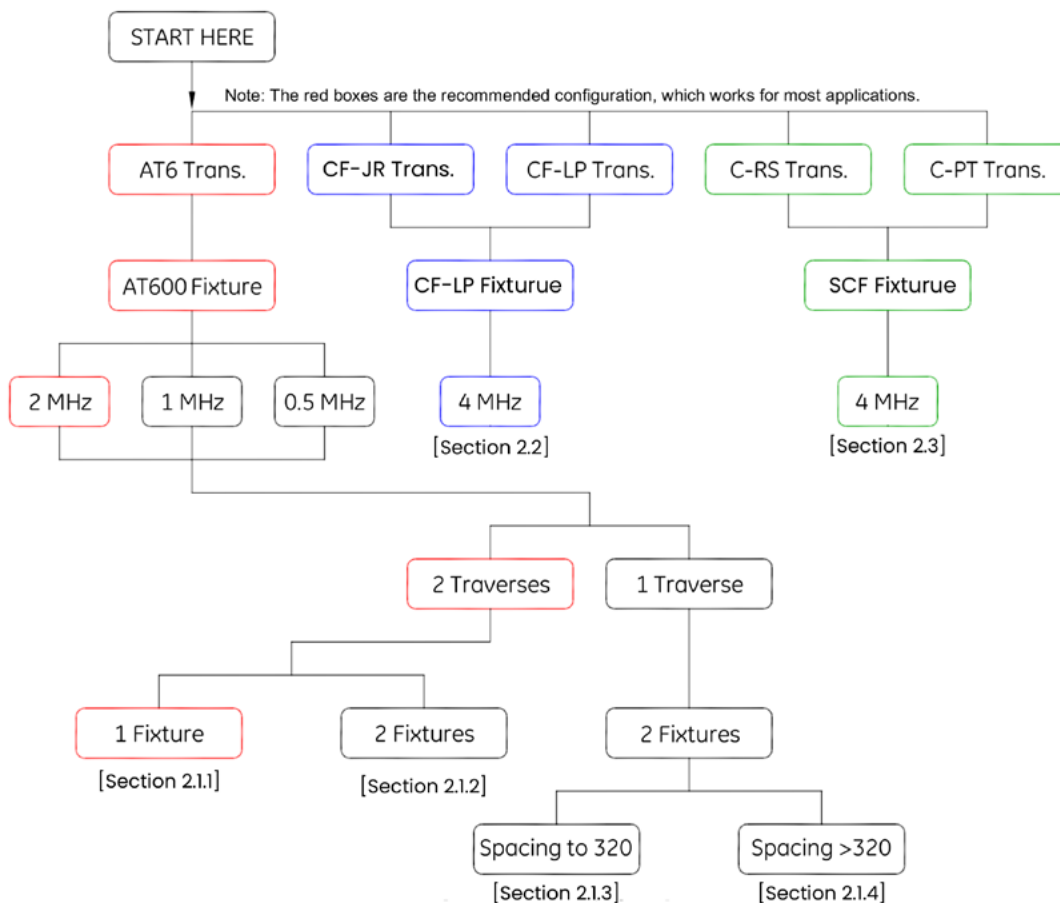 START HERE
Note: The red boxes are the recommended configuration, which works for most applications.
AT6 Trans.
CF-JR Trans.
CF-LP Trans.
C-RS Trans.
C-PT Trans.
AT600 Fixture
CF-LP Fixturue
SCF Fixturue
2 MHz
1 MHz
0.5 MHz
4 MHz
4 MHz
[Section 2.2]
[Section 2.3]
2 Traverses
1 Traverse
1 Fixture
2 Fixtures
2 Fixtures
[Section 2.1.1]
[Section 2.1.2]
Spacing to 320
Spacing >320
[Section 2.1.3]
[Section 2.1.4]